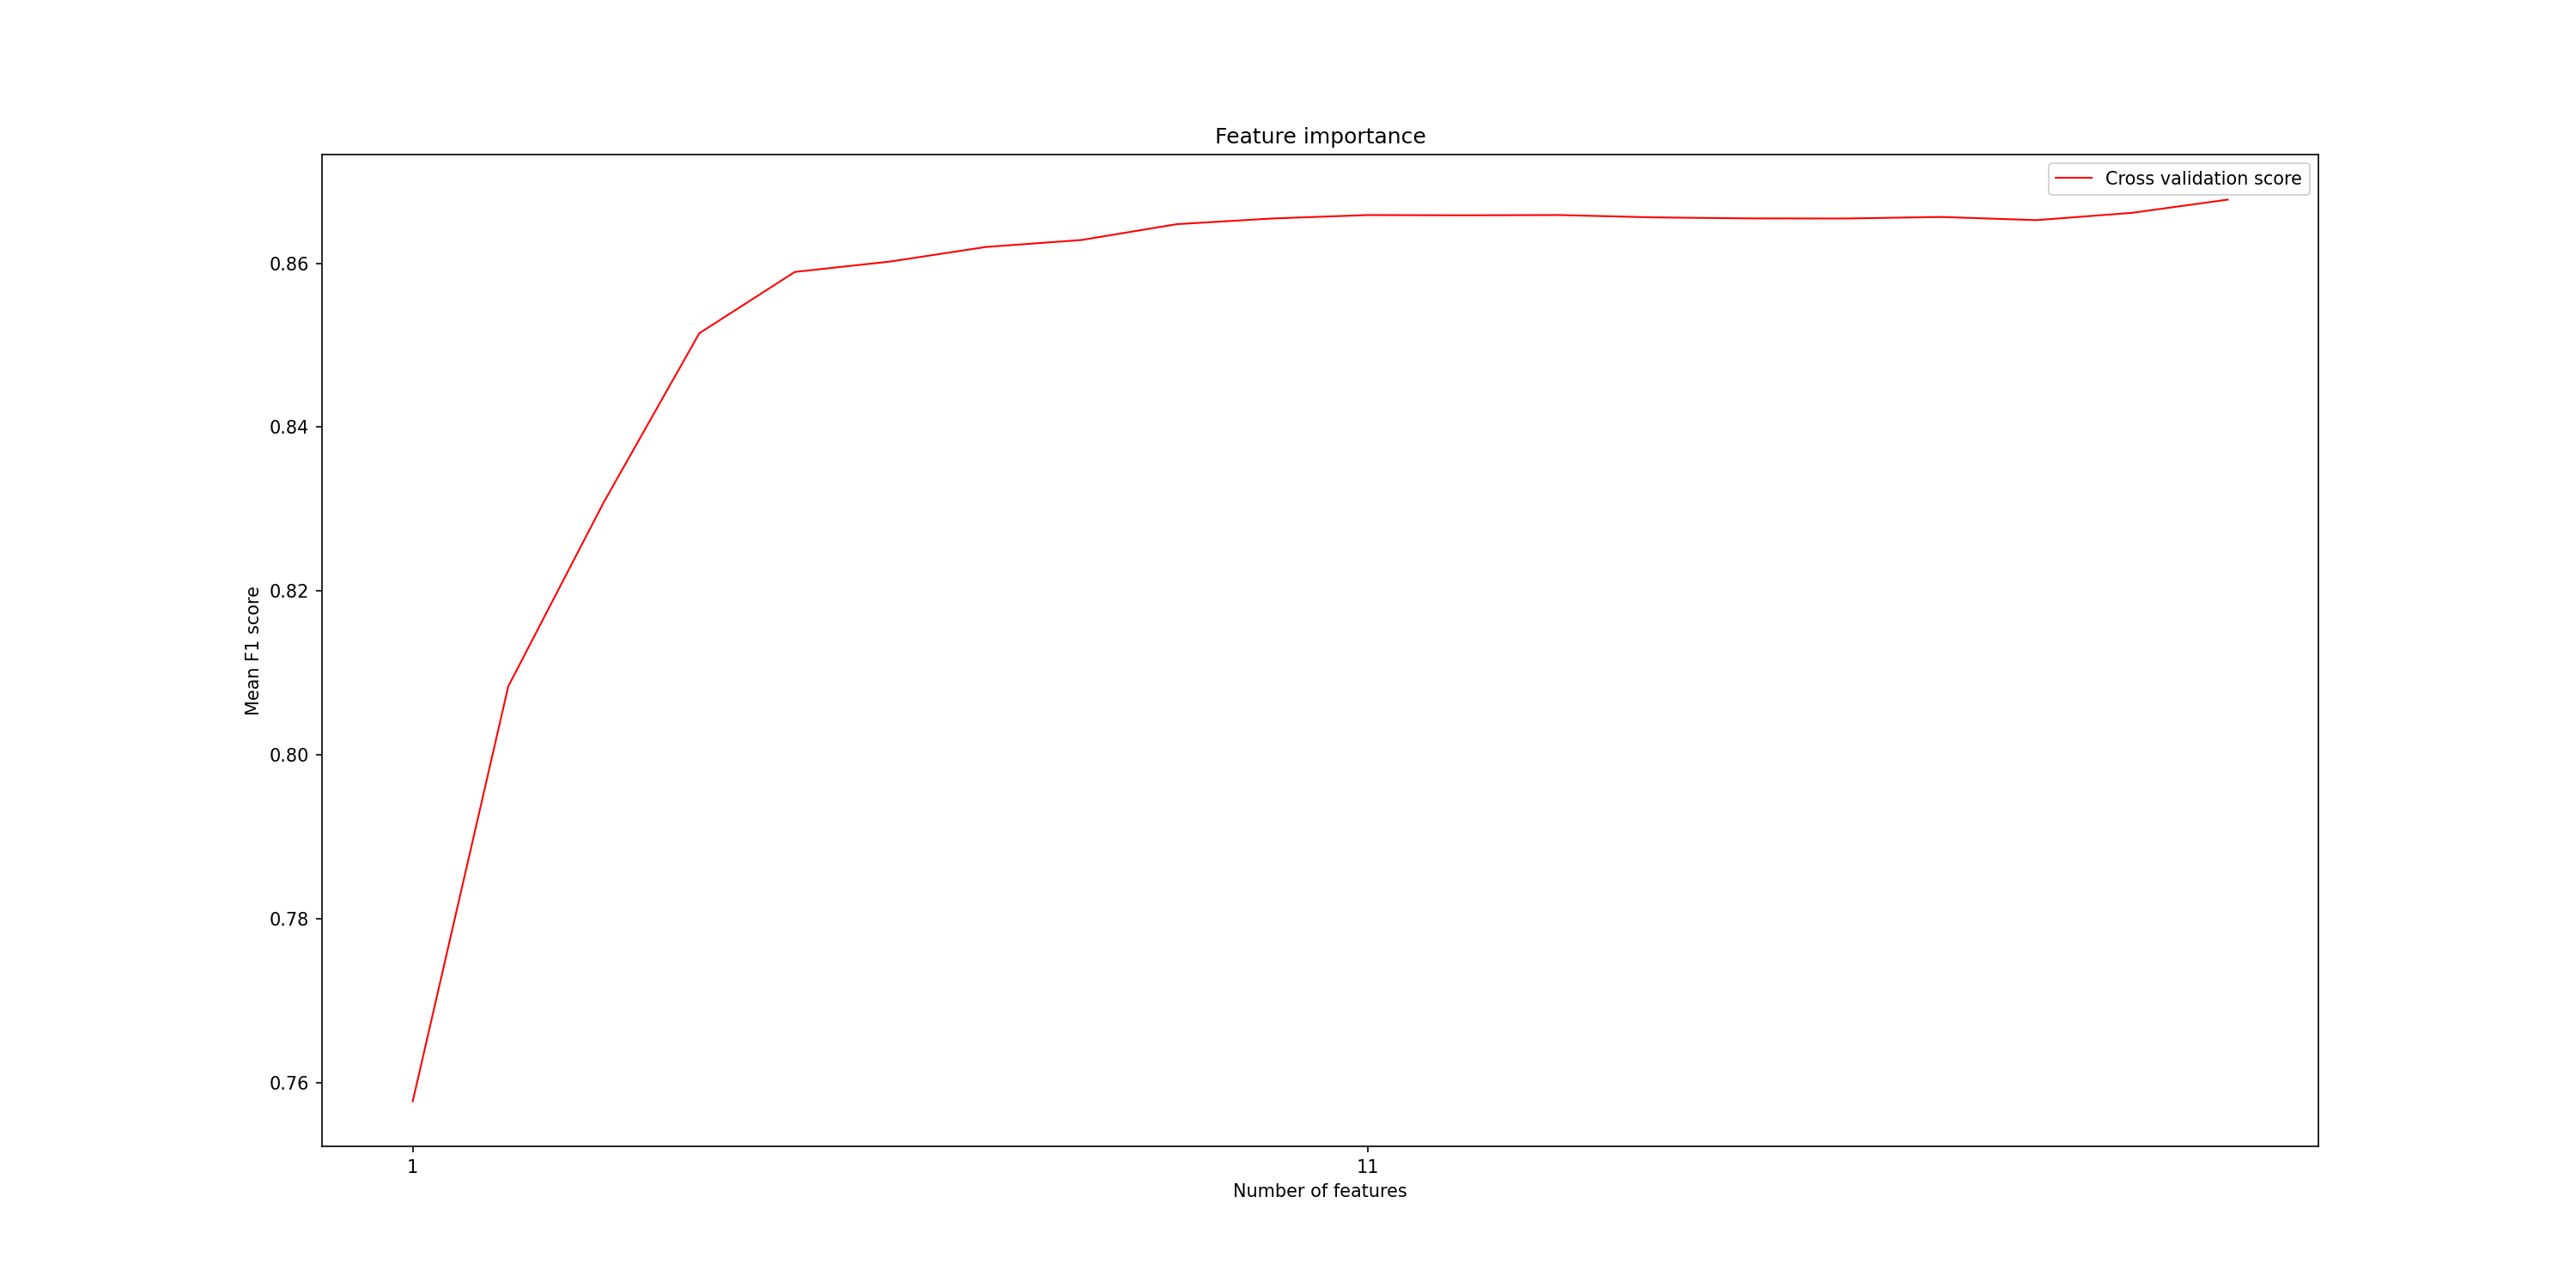 Feature importance
Cross validation score
0.86
0.84
0.82
0.80
0.78
0.76
Mean F1 score
1
11
Number of features